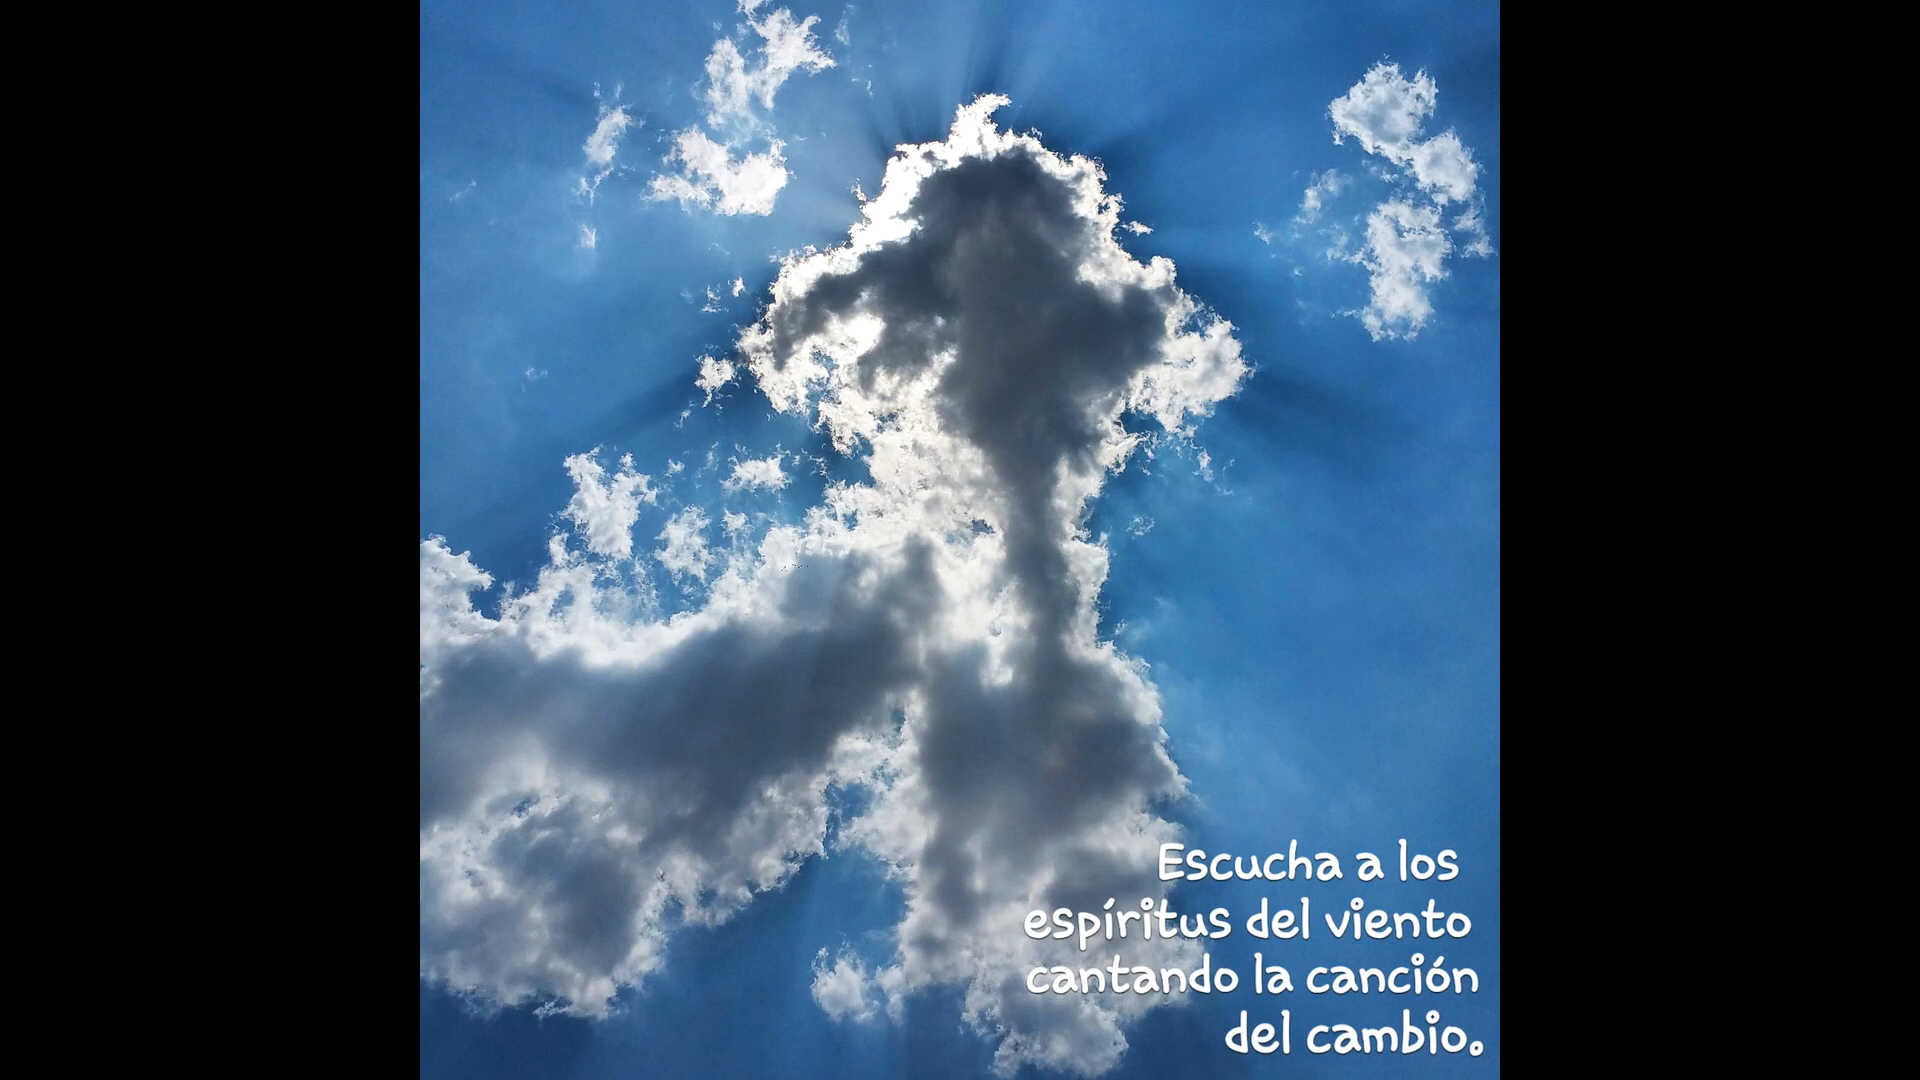 Escucha a los
espíritus del viento
cantando la canción
del cambio.